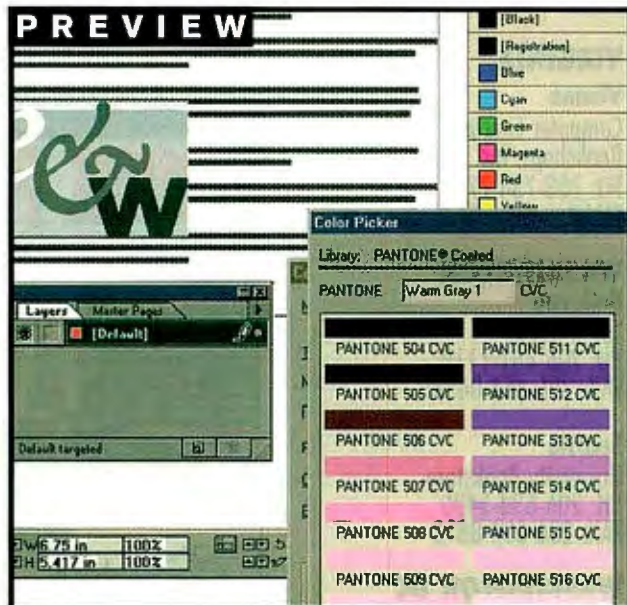 PREVIEW
[Black]
[Registration]
Blue
Cyan
Green
Magenta
Red
Yellow
e&W
Color Picker
Library: PANTONE® Coated
PANTONE Warm Gray 1 CVC
Layers Master Pages
[Default]
Default targeted
PANTONE 504 CVC PANTONE 511 CVC
PANTONE 505 CVC PANTONE 512 CVC
PANTONE 506 CVC PANTONE 513 CVC
PANTONE 507 CVC PANTONE 514 CVC
PANTONE 508 CVC PANTONE 515 CVC
PANTONE 509 CVC PANTONE 516 CVC
W 6.75 in 100%
H 5.417 in 100%